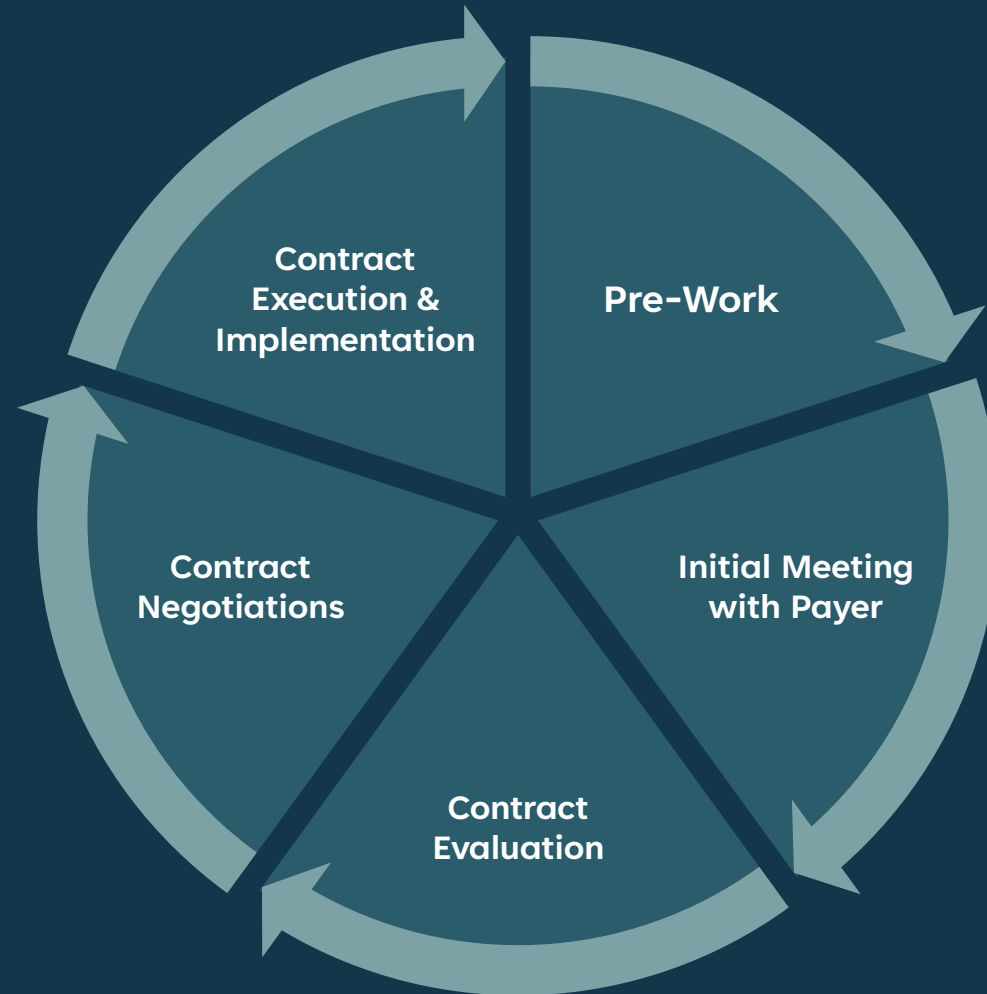 Pre-Work
Initial Meeting
with Payer
Contract
Evaluation
Contract
Negotiations
Contract
Execution &
Implementation